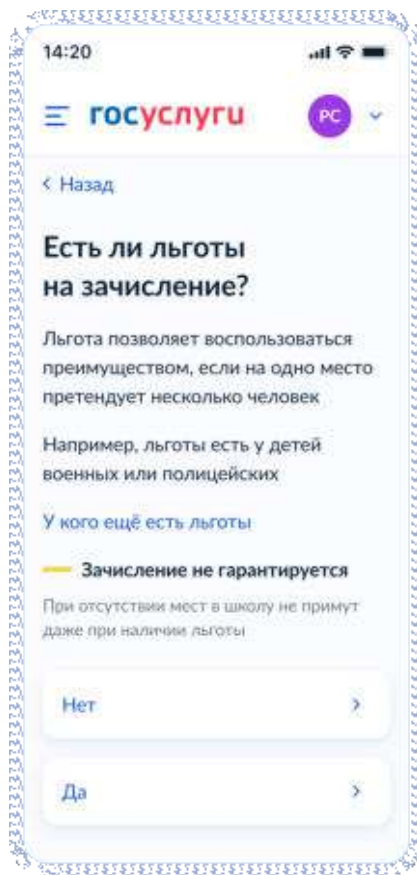 14:20
госуслуги
РС
Назад
Есть ли льготы
на зачисление?
Льгота позволяет воспользоваться
преимуществом, если на одно место
претендует несколько человек
Например, льготы есть у детей
военных или полицейских
У кого ещё есть льготы
Зачисление не гарантируется
При отсутствии мест в школу не примут
даже при наличии льготы
Нет
Да